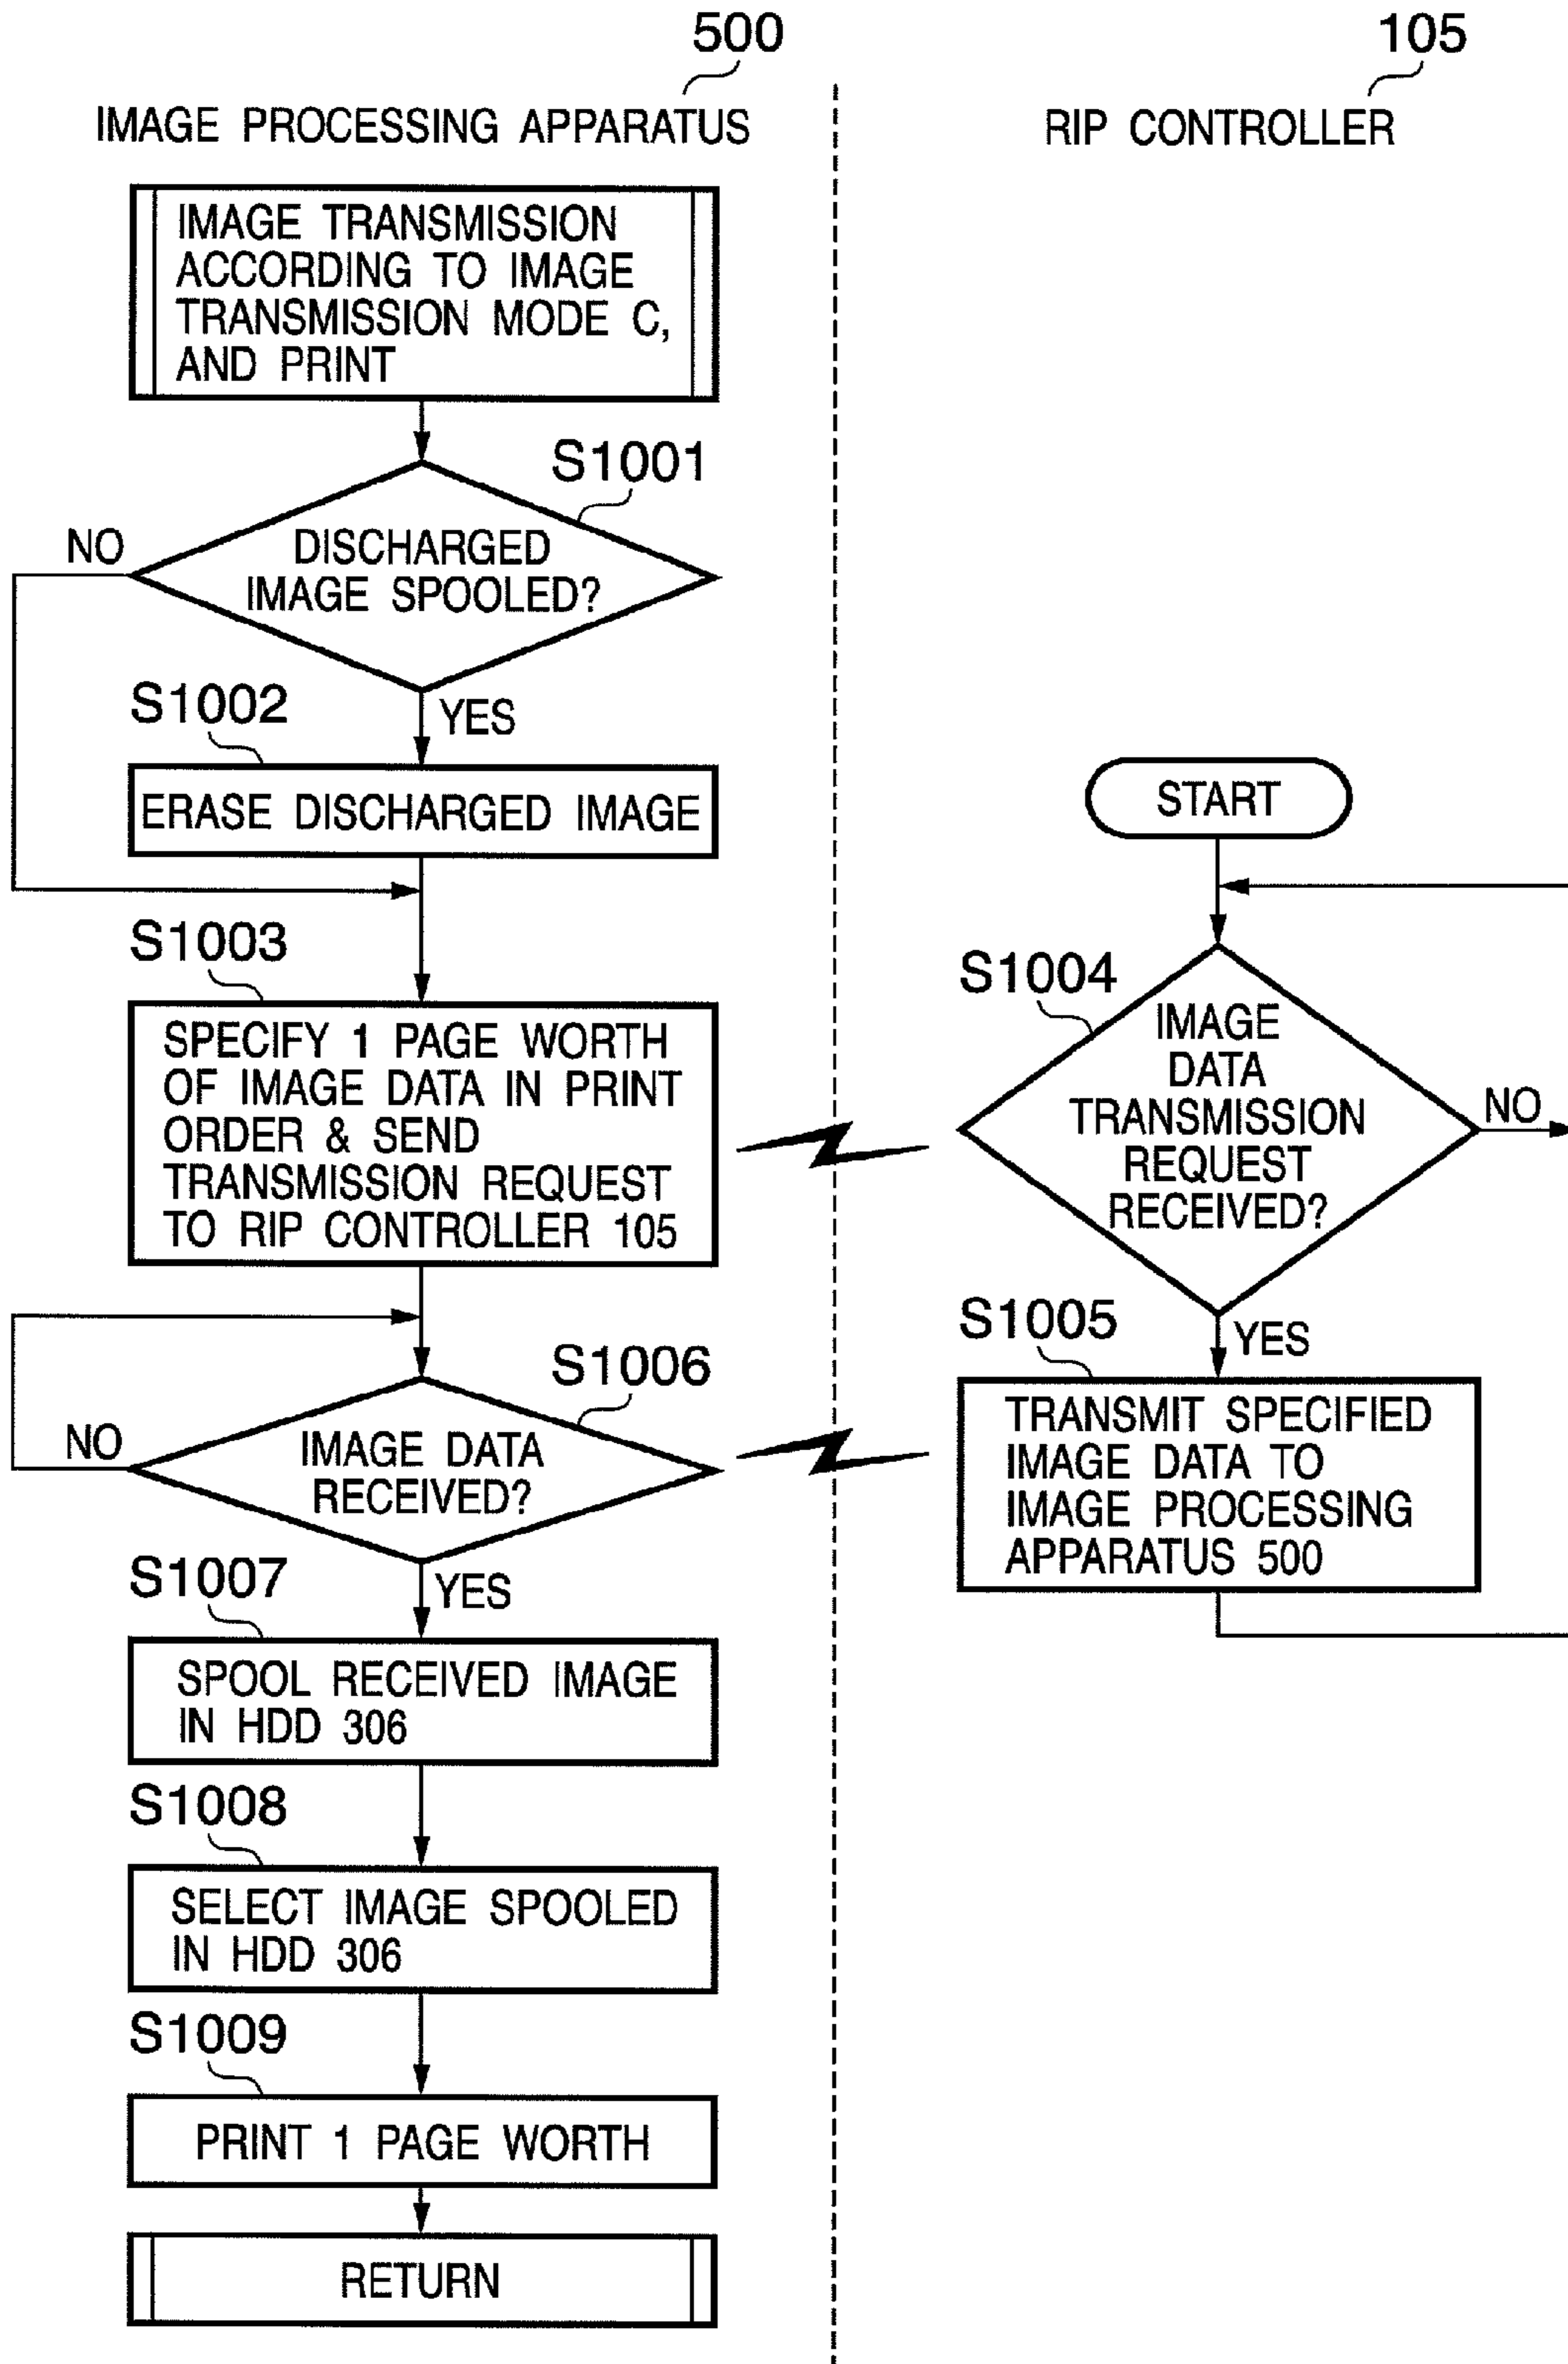 500
IMAGE PROCESSING APPARATUS
IMAGE TRANSMISSION
ACCORDING TO IMAGE
TRANSMISSION MODE C,
AND PRINT
S1001
NO
DISCHARGED
IMAGE SPOOLED?
YES
S1002
ERASE DISCHARGED IMAGE
S1003
SPECIFY 1 PAGE WORTH
OF IMAGE DATA IN PRINT
ORDER & SEND
TRANSMISSION REQUEST
TO RIP CONTROLLER 105
S1006
NO
IMAGE DATA
RECEIVED?
YES
S1007
SPOOL RECEIVED IMAGE
IN HDD 306
S1008
SELECT IMAGE SPOOLED
IN HDD 306
S1009
PRINT 1 PAGE WORTH
RETURN
105
RIP CONTROLLER
START
S1004
IMAGE
DATA
TRANSMISSION
REQUEST
RECEIVED?
NO
YES
S1005
TRANSMIT SPECIFIED
IMAGE DATA TO
IMAGE PROCESSING
APPARATUS 500